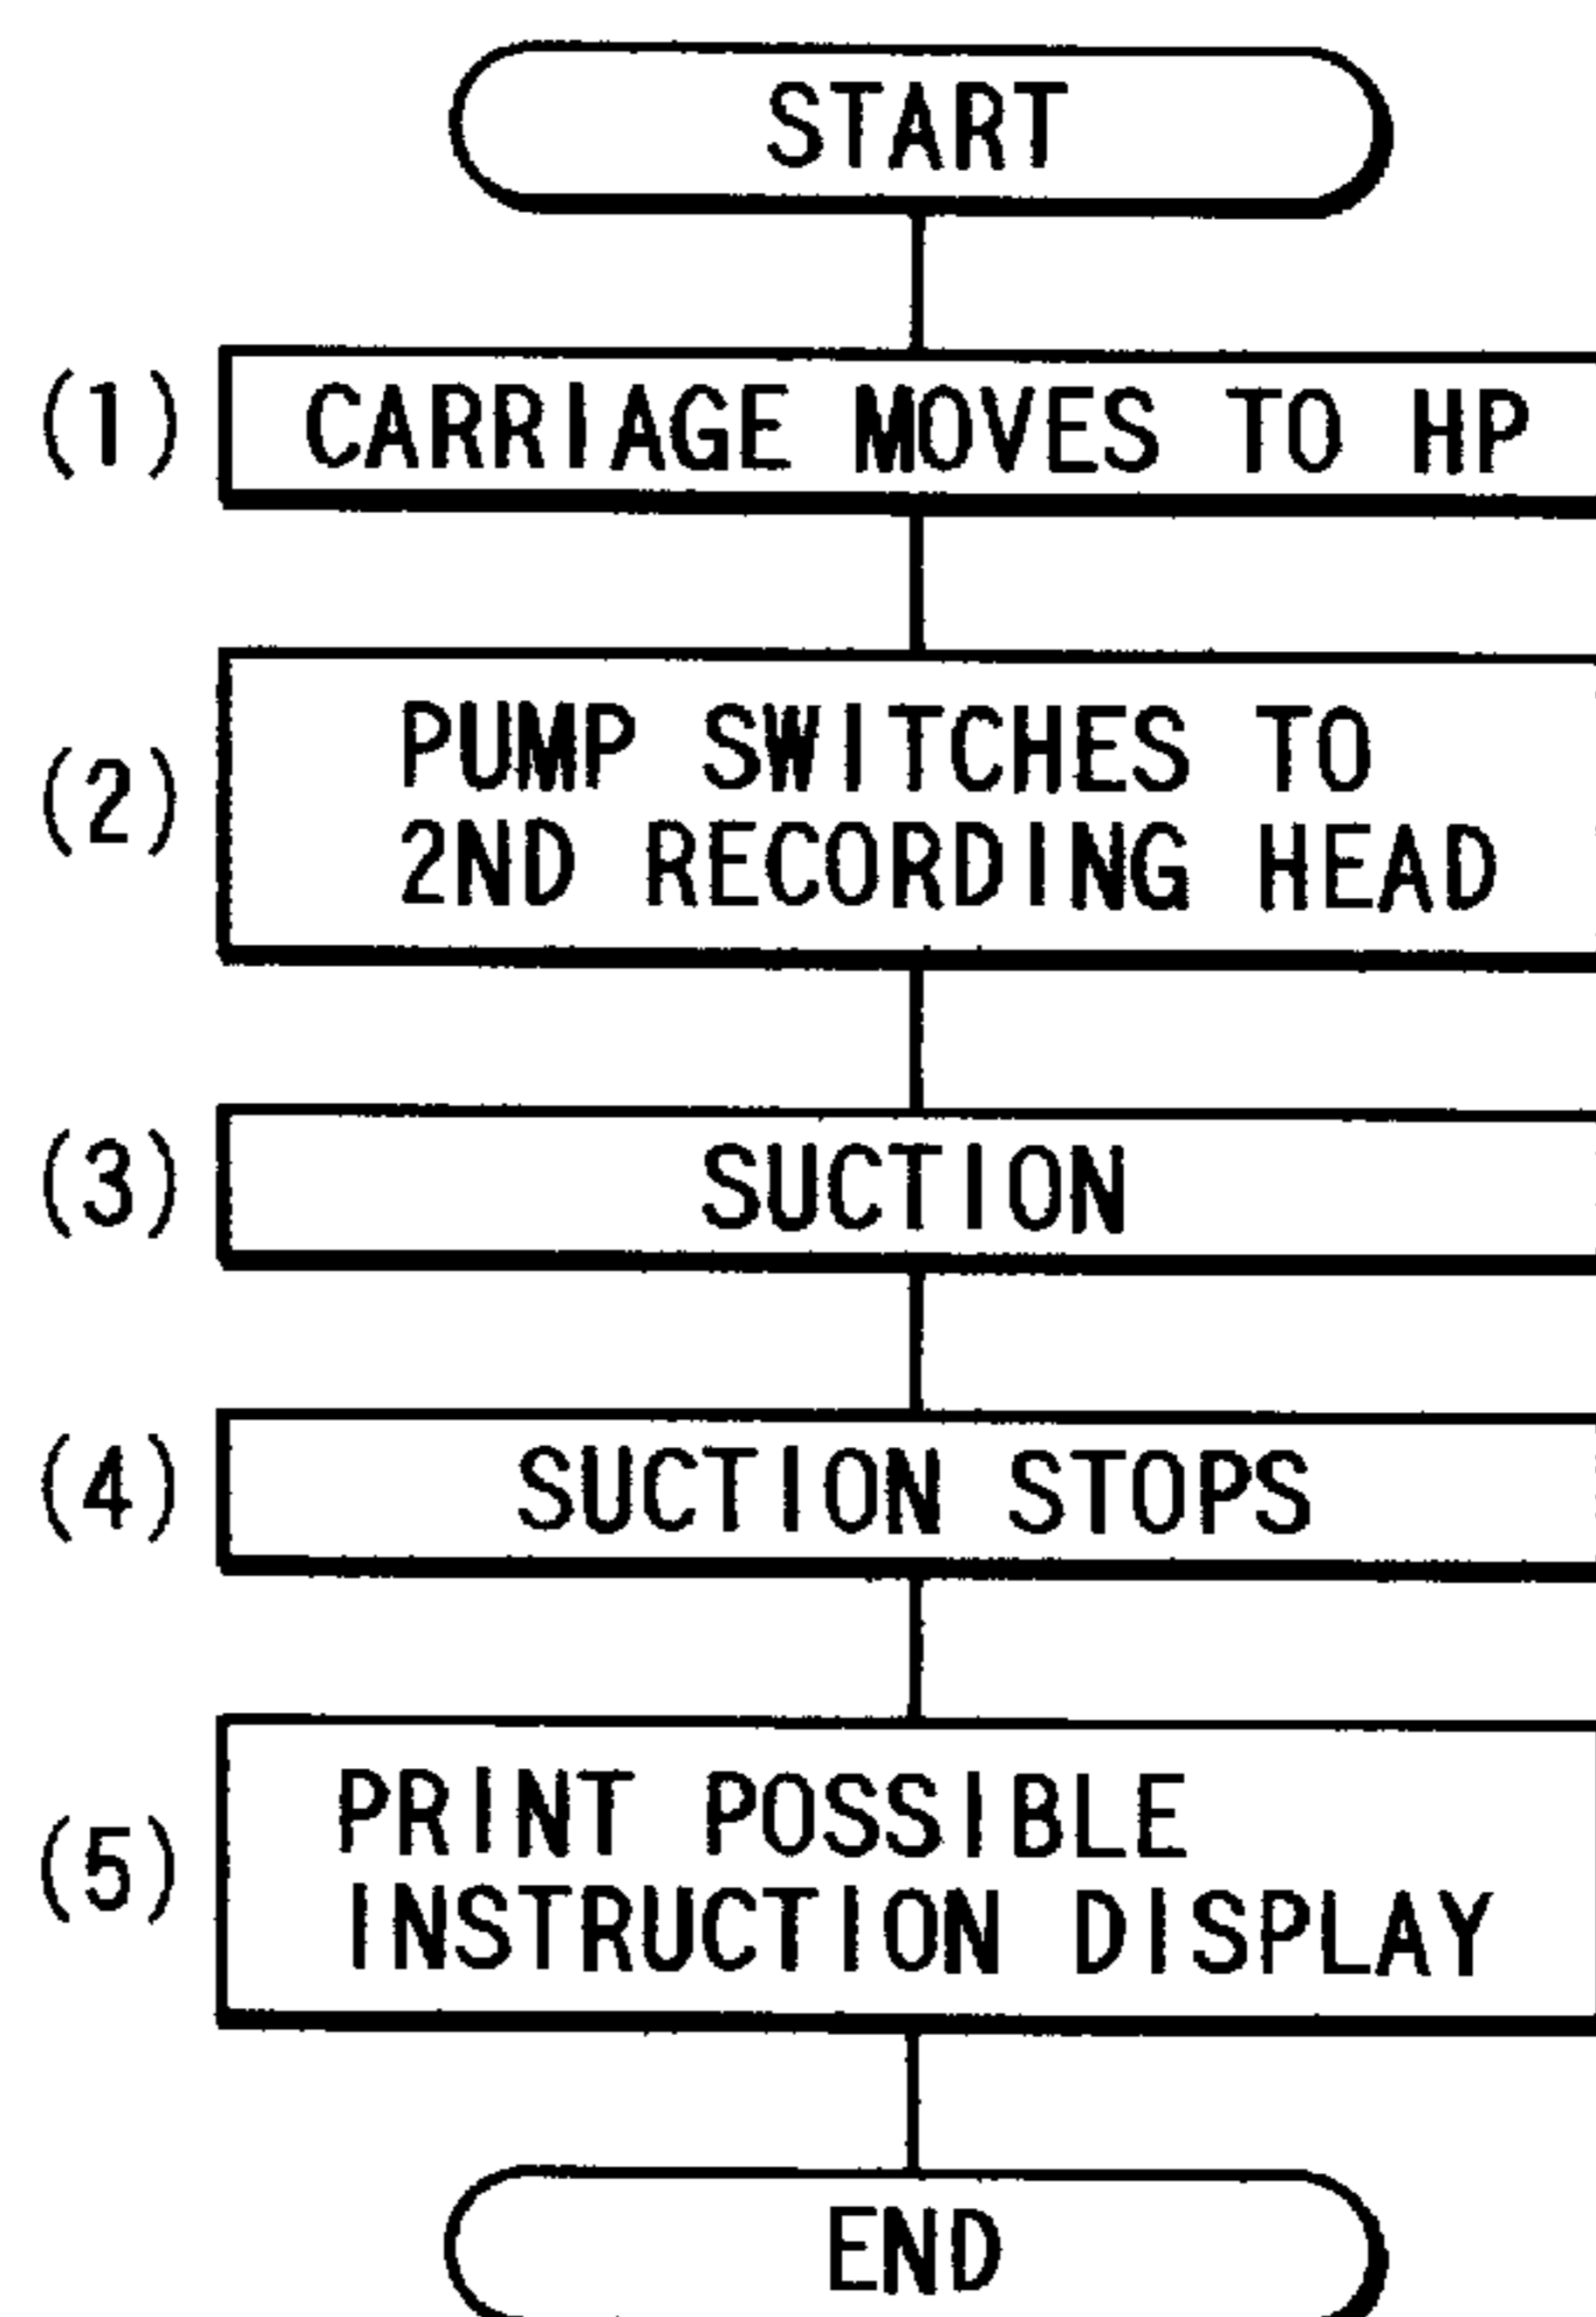 START
(1) CARRIAGE MOVES TO HP
(2) PUMP SWITCHES TO
2ND RECORDING HEAD
(3) SUCTION
(4) SUCTION STOPS
(5) PRINT POSSIBLE
INSTRUCTION DISPLAY
END